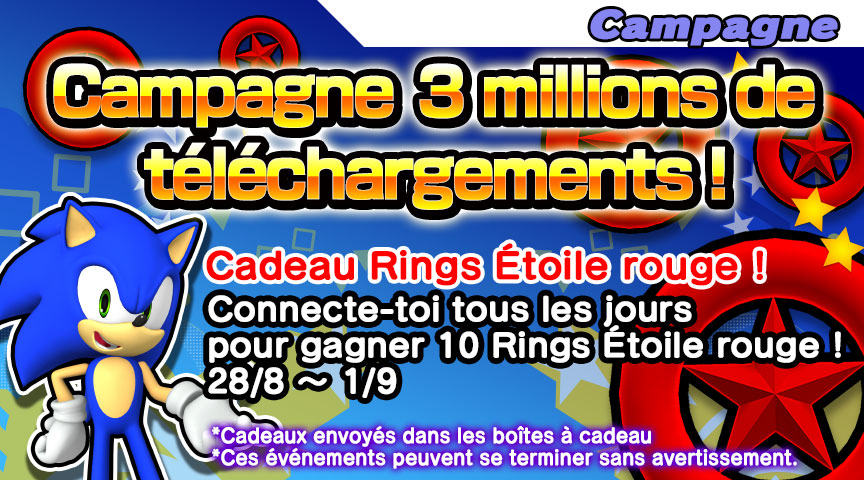 Campagne
Campagne 3 millions de
téléchargements !
Cadeau Rings Étoile rouge !
Connecte-toi tous les jours
pour gagner 10 Rings Étoile rouge !
28/8 ～ 1/9
*Cadeaux envoyés dans les boîtes à cadeau
*Ces événements peuvent se terminer sans avertissement.